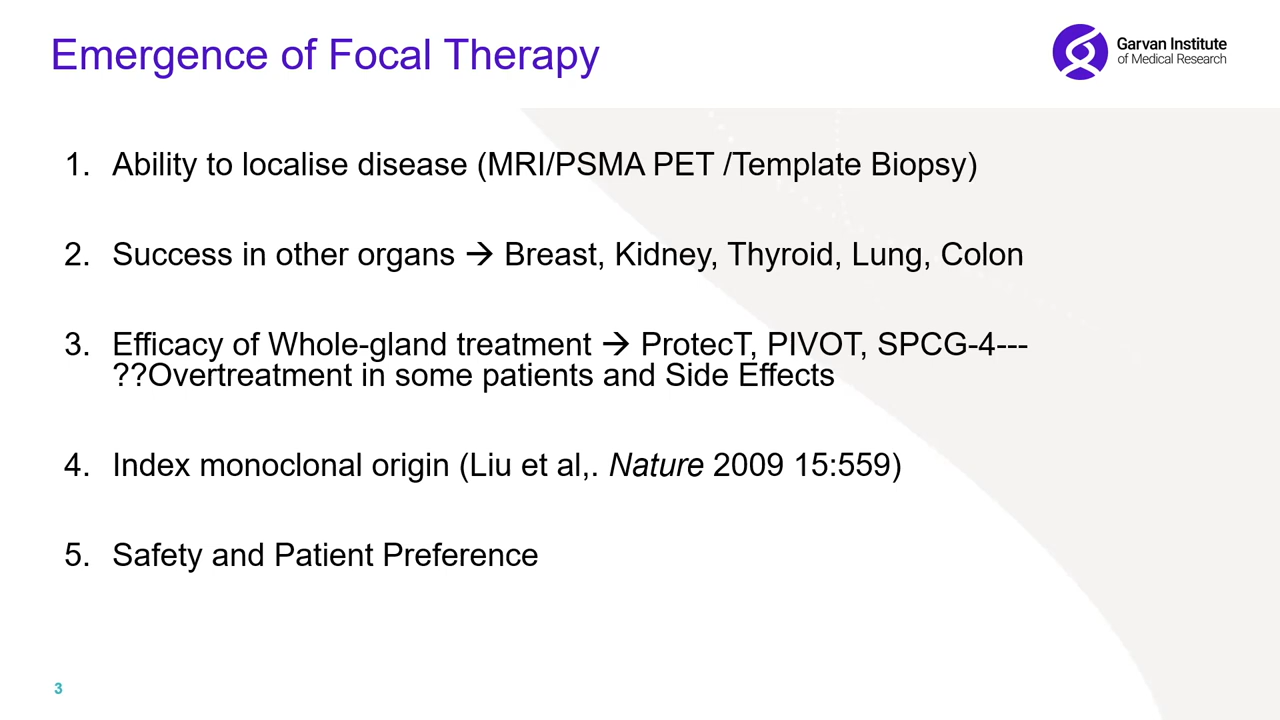 Emergence of Focal Therapy
Garvan Institute
of Medical Research
1. Ability to localise disease (MRI/PSMA PET /Template Biopsy)
2. Success in other organs → Breast, Kidney, Thyroid, Lung, Colon
3. Efficacy of Whole-gland treatment → ProtecT, PIVOT, SPCG-4---
??Overtreatment in some patients and Side Effects
4. Index monoclonal origin (Liu et al,. Nature 2009 15:559)
5. Safety and Patient Preference
3